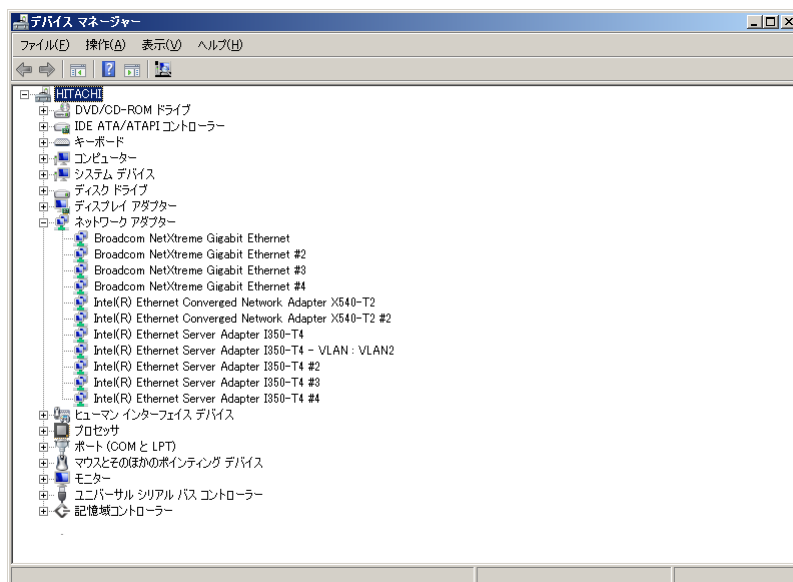 デバイス マネージャー
ファイル(F) 操作(A) 表示(V) ヘルプ(H)
HITACHI
DVD/CD-ROM ドライブ
IDE ATA/ATAPI コントローラー
キーボード
コンピューター
システム デバイス
ディスク ドライブ
ディスプレイ アダプター
ネットワーク アダプター
Broadcom NetXtreme Gigabit Ethernet
Broadcom NetXtreme Gigabit Ethernet #2
Broadcom NetXtreme Gigabit Ethernet #3
Broadcom NetXtreme Gigabit Ethernet #4
Intel(R) Ethernet Converged Network Adapter X540-T2
Intel(R) Ethernet Converged Network Adapter X540-T2 #2
Intel(R) Ethernet Server Adapter I350-T4
Intel(R) Ethernet Server Adapter I350-T4 - VLAN : VLAN2
Intel(R) Ethernet Server Adapter I350-T4 #2
Intel(R) Ethernet Server Adapter I350-T4 #3
Intel(R) Ethernet Server Adapter I350-T4 #4
ヒューマン インターフェイス デバイス
プロセッサ
ポート (COM と LPT)
マウスとそのほかのポインティング デバイス
モニター
ユニバーサル シリアル バス コントローラー
記憶域コントローラー